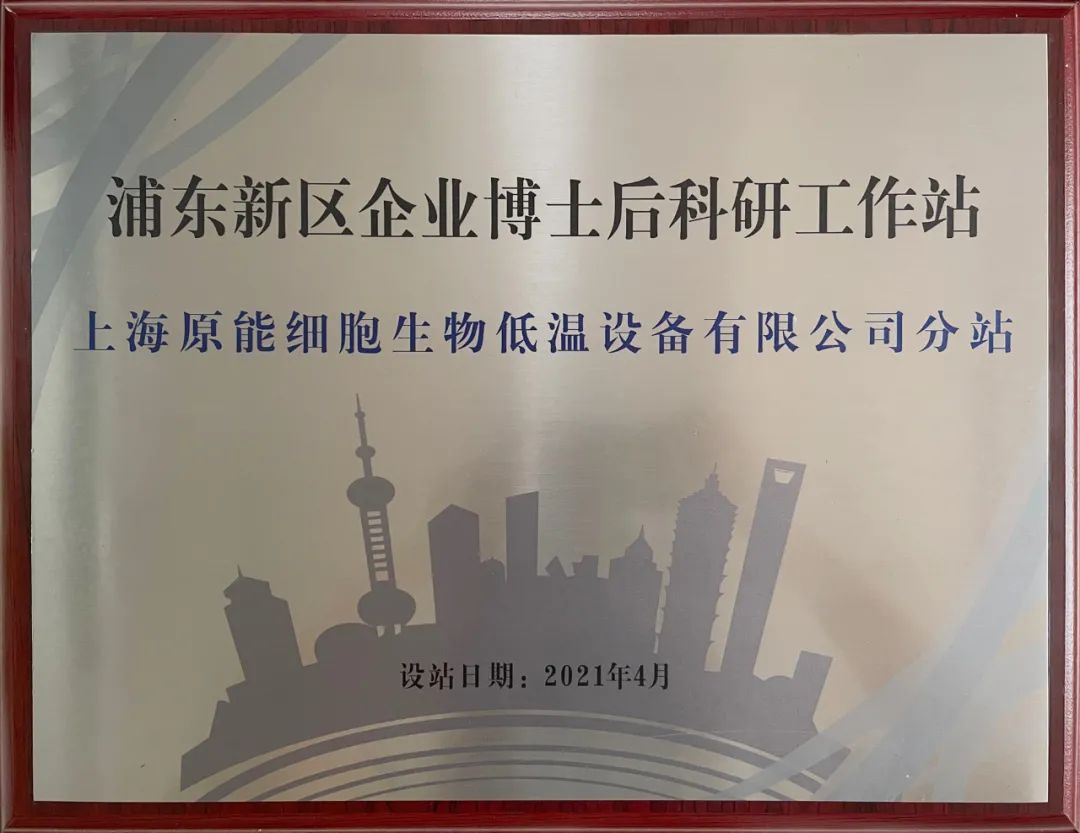 浦东新区企业博士后科研工作站
上海原能细胞生物低温设备有限公司分站
设站日期：2021年4月